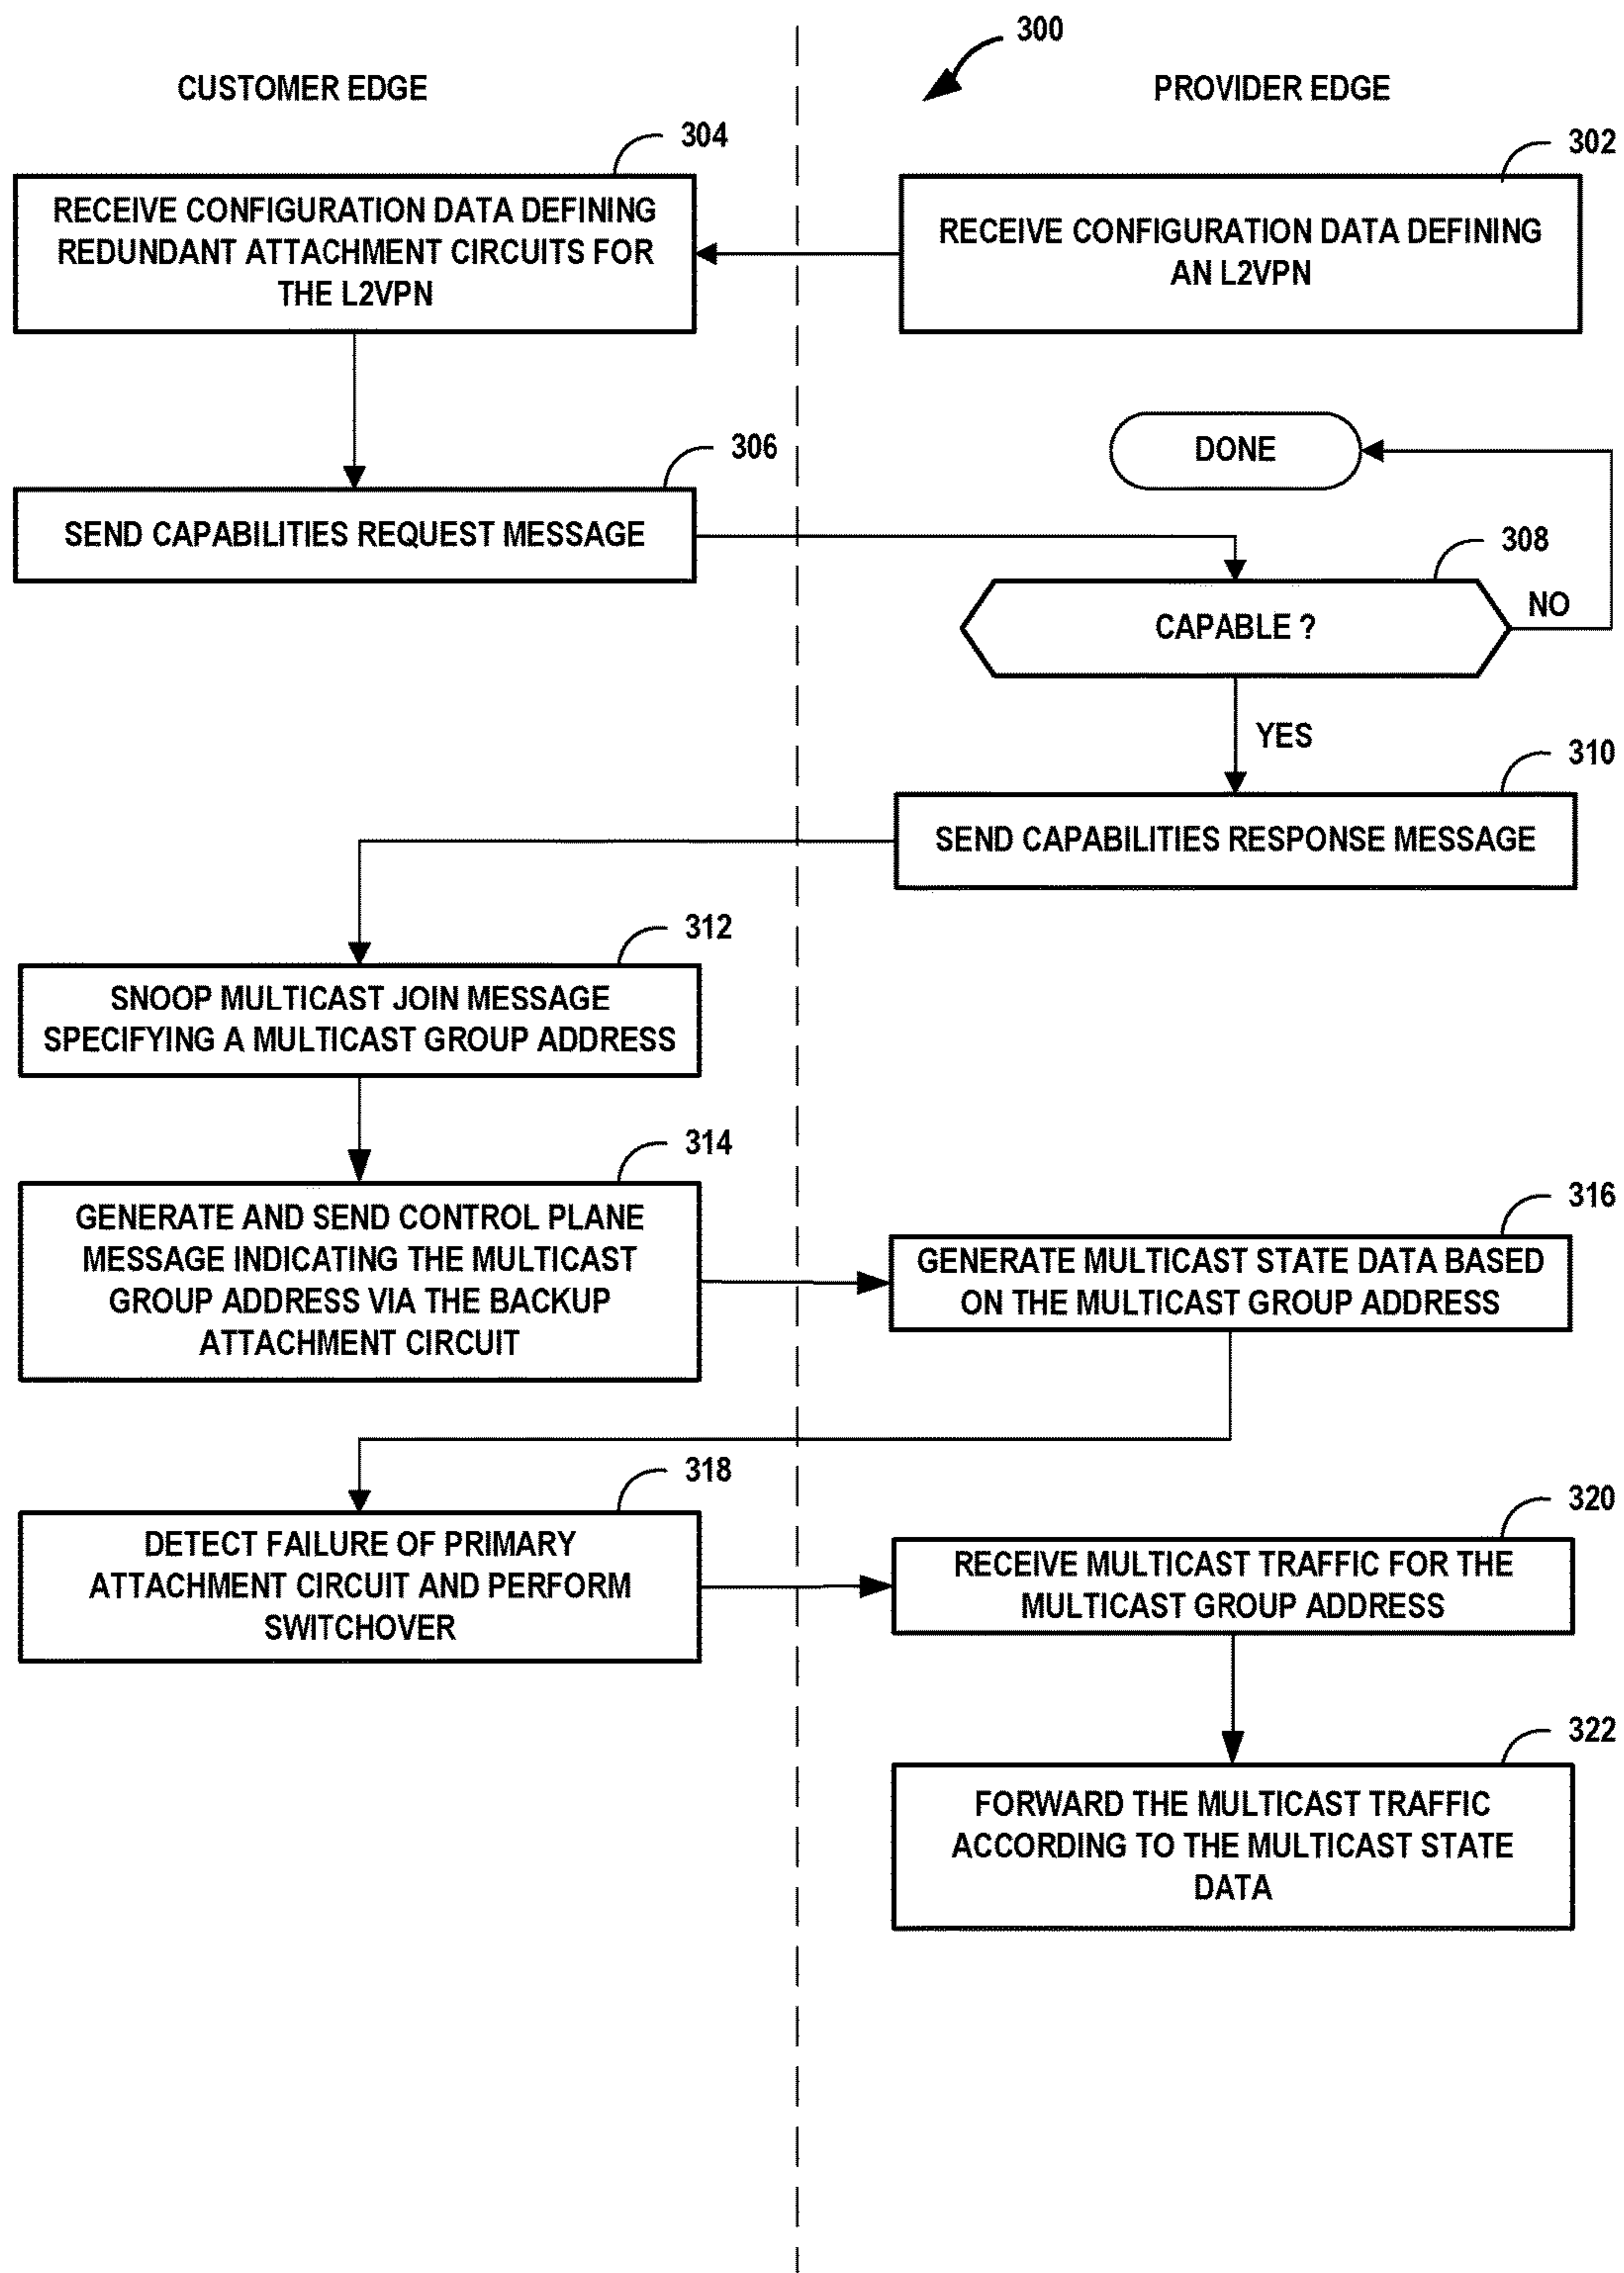 300
CUSTOMER EDGE
PROVIDER EDGE
304
302
RECEIVE CONFIGURATION DATA DEFINING
REDUNDANT ATTACHMENT CIRCUITS FOR
THE L2VPN
RECEIVE CONFIGURATION DATA DEFINING
AN L2VPN
306
DONE
SEND CAPABILITIES REQUEST MESSAGE
308
CAPABLE ?
NO
YES
310
SEND CAPABILITIES RESPONSE MESSAGE
312
SNOOP MULTICAST JOIN MESSAGE
SPECIFYING A MULTICAST GROUP ADDRESS
314
GENERATE AND SEND CONTROL PLANE
MESSAGE INDICATING THE MULTICAST
GROUP ADDRESS VIA THE BACKUP
ATTACHMENT CIRCUIT
316
GENERATE MULTICAST STATE DATA BASED
ON THE MULTICAST GROUP ADDRESS
318
DETECT FAILURE OF PRIMARY
ATTACHMENT CIRCUIT AND PERFORM
SWITCHOVER
320
RECEIVE MULTICAST TRAFFIC FOR THE
MULTICAST GROUP ADDRESS
322
FORWARD THE MULTICAST TRAFFIC
ACCORDING TO THE MULTICAST STATE
DATA